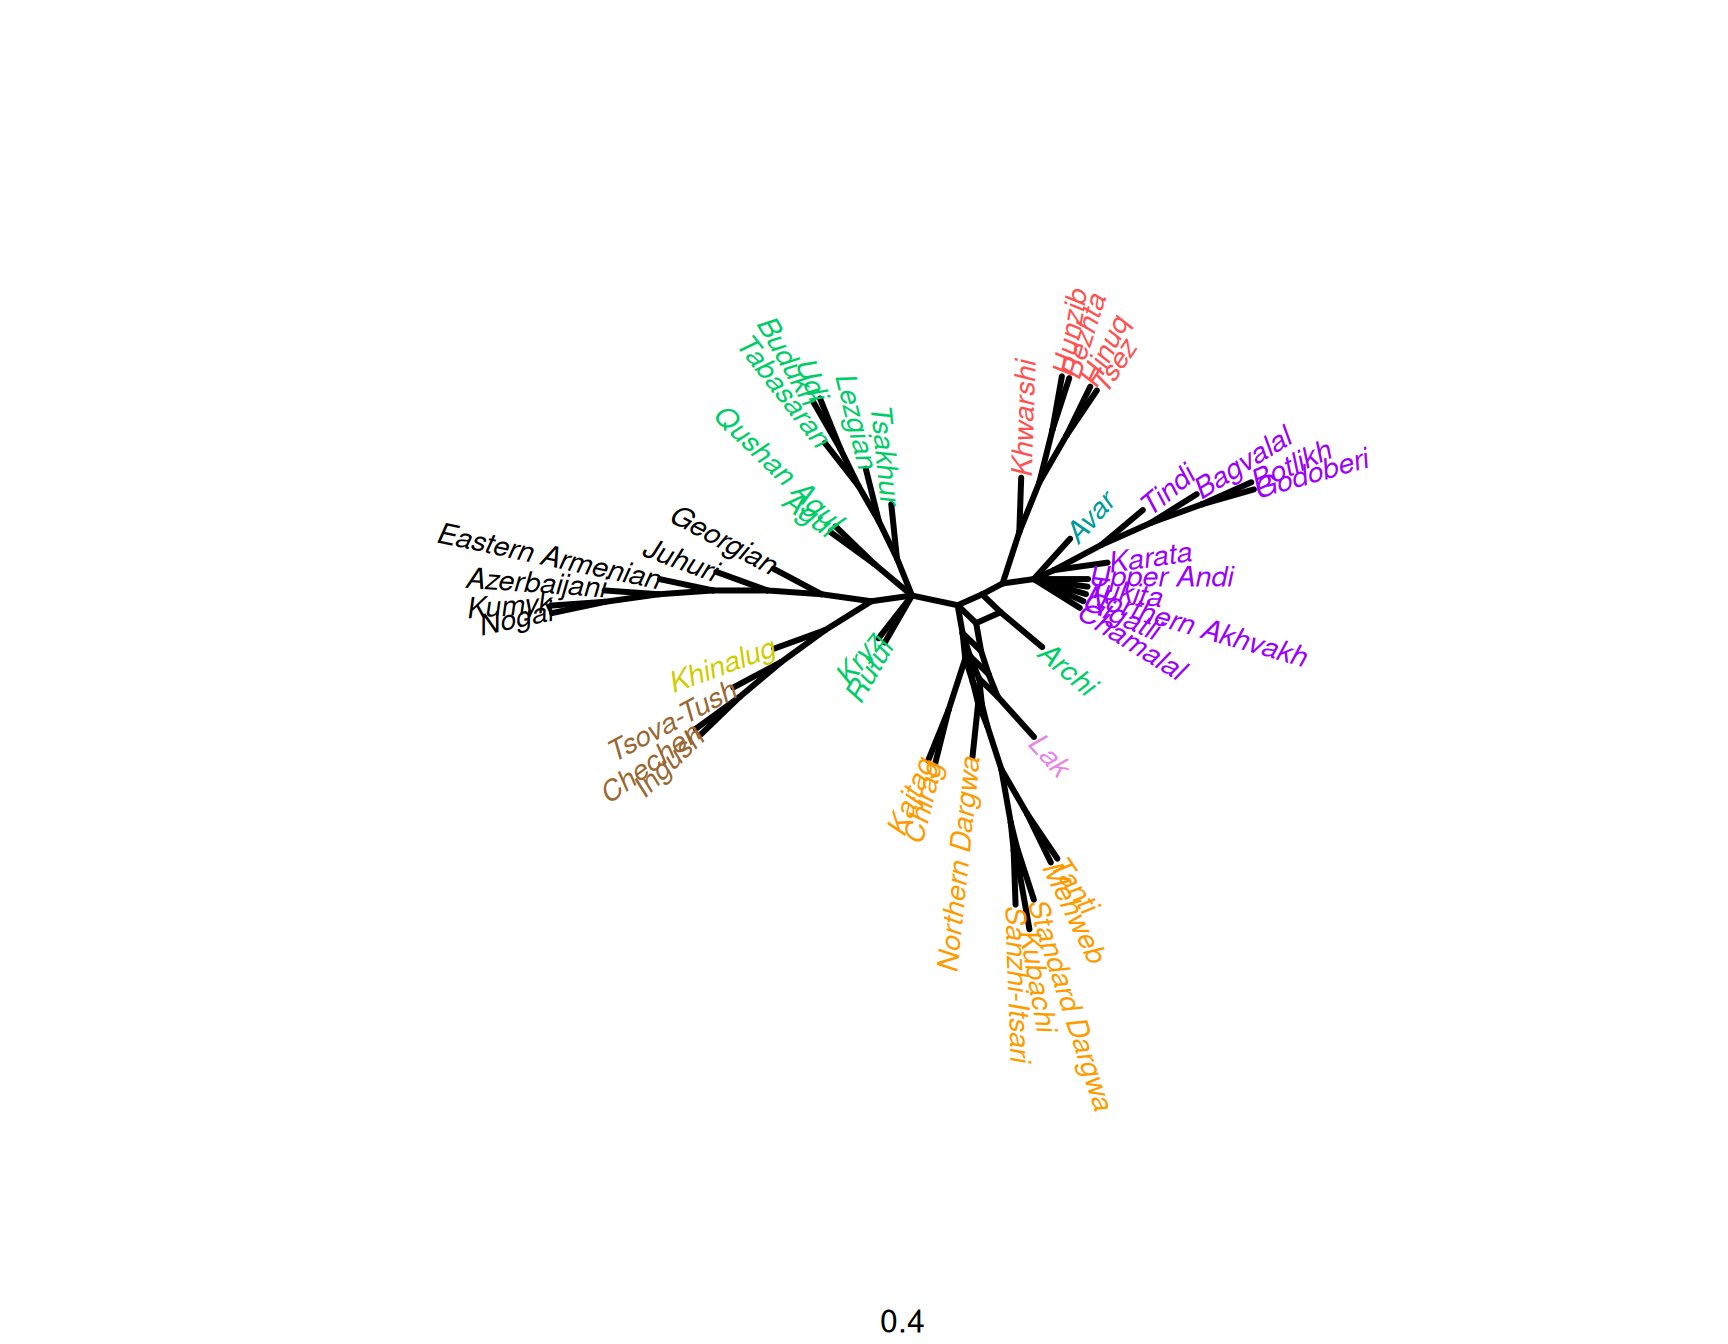 Hunzib
Bezhta
Hinuq
Tsez
Khwarshi
Budukh
Udi
Tabasaran
Lezgian
Tsakhur
Qushan Agul
Agul
Tindi
Bagvalal
Botlikh
Godoberi
Avar
Karata
Upper Andi
Tukita
Northern Akhvakh
Gigatli
Chamalal
Georgian
Juhuri
Eastern Armenian
Azerbaijani
Kumyk
Nogai
Khinalug
Tsova-Tush
Chechen
Ingush
Kryz
Rutul
Archi
Lak
Kaitag
Chirag
Northern Dargwa
Tanti
Mehweb
Standard Dargwa
Kubachi
Sanzhi-Itsari
0.4